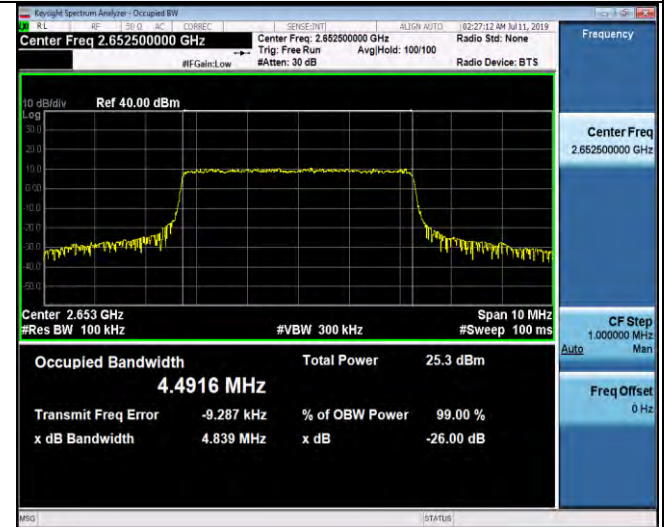 Keysight Spectrum Analyzer - Occupied BW
RL RF 50 Ω AC CORREC SENSE:INT ALIGN AUTO 02:27:12 AM Jul 11, 2019
Center Freq 2.652500000 GHz
Center Freq: 2.652500000 GHz
Radio Std: None
Trig: Free Run Avg|Hold: 100/100
#IFGain:Low #Atten: 30 dB Radio Device: BTS
Frequency
10 dB/div Ref 40.00 dBm
Log
30.0
20.0
10.0
0.00
-10.0
-20.0
-30.0
-40.0
-50.0
Center 2.653 GHz Span 10 MHz
#Res BW 100 kHz #VBW 300 kHz #Sweep 100 ms
Center Freq
2.652500000 GHz
CF Step
1.000000 MHz
Auto Man
Freq Offset
0 Hz
Occupied Bandwidth Total Power 25.3 dBm
4.4916 MHz
Transmit Freq Error -9.287 kHz % of OBW Power 99.00 %
x dB Bandwidth 4.839 MHz x dB -26.00 dB
MSG STATUS